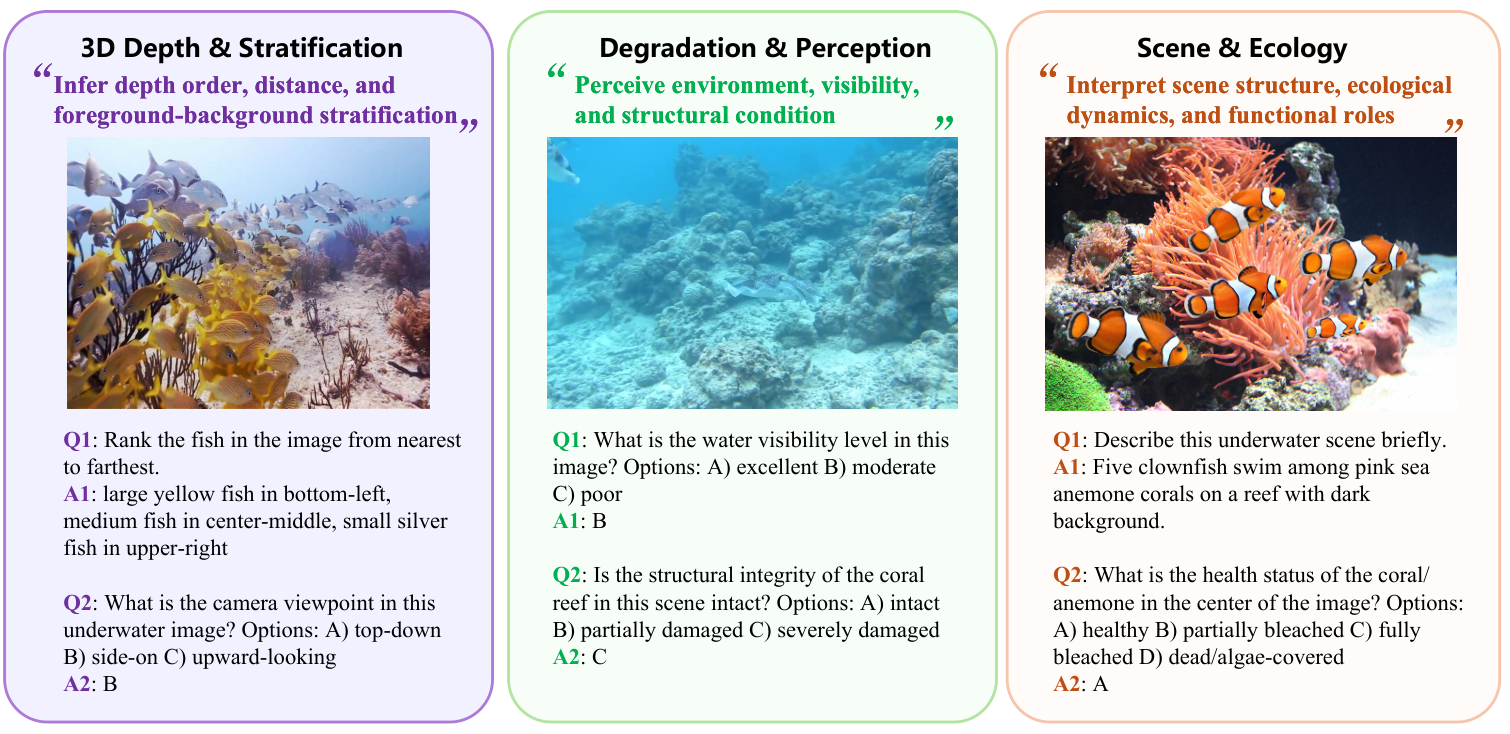 3D Depth & Stratification
“Infer depth order, distance, and
foreground-background stratification”
Q1: Rank the fish in the image from nearest
to farthest.
A1: large yellow fish in bottom-left,
medium fish in center-middle, small silver
fish in upper-right
Q2: What is the camera viewpoint in this
underwater image? Options: A) top-down
B) side-on C) upward-looking
A2: B
Degradation & Perception
“Perceive environment, visibility,
and structural condition”
Q1: What is the water visibility level in this
image? Options: A) excellent B) moderate
C) poor
A1: B
Q2: Is the structural integrity of the coral
reef in this scene intact? Options: A) intact
B) partially damaged C) severely damaged
A2: C
Scene & Ecology
“Interpret scene structure, ecological
dynamics, and functional roles”
Q1: Describe this underwater scene briefly.
A1: Five clownfish swim among pink sea
anemone corals on a reef with dark
background.
Q2: What is the health status of the coral/
anemone in the center of the image? Options:
A) healthy B) partially bleached C) fully
bleached D) dead/algae-covered
A2: A